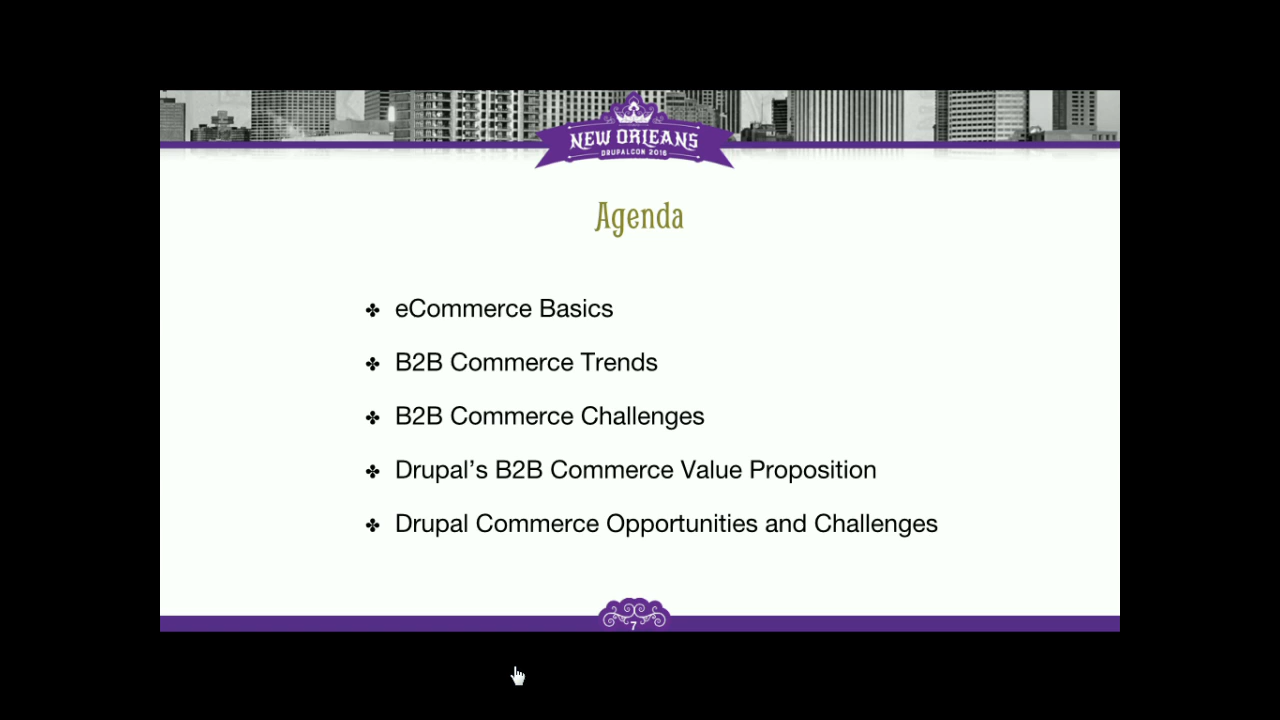 NEW ORLEANS
DRUPALCON 2016
Agenda
✤ eCommerce Basics
✤ B2B Commerce Trends
✤ B2B Commerce Challenges
✤ Drupal’s B2B Commerce Value Proposition
✤ Drupal Commerce Opportunities and Challenges
7